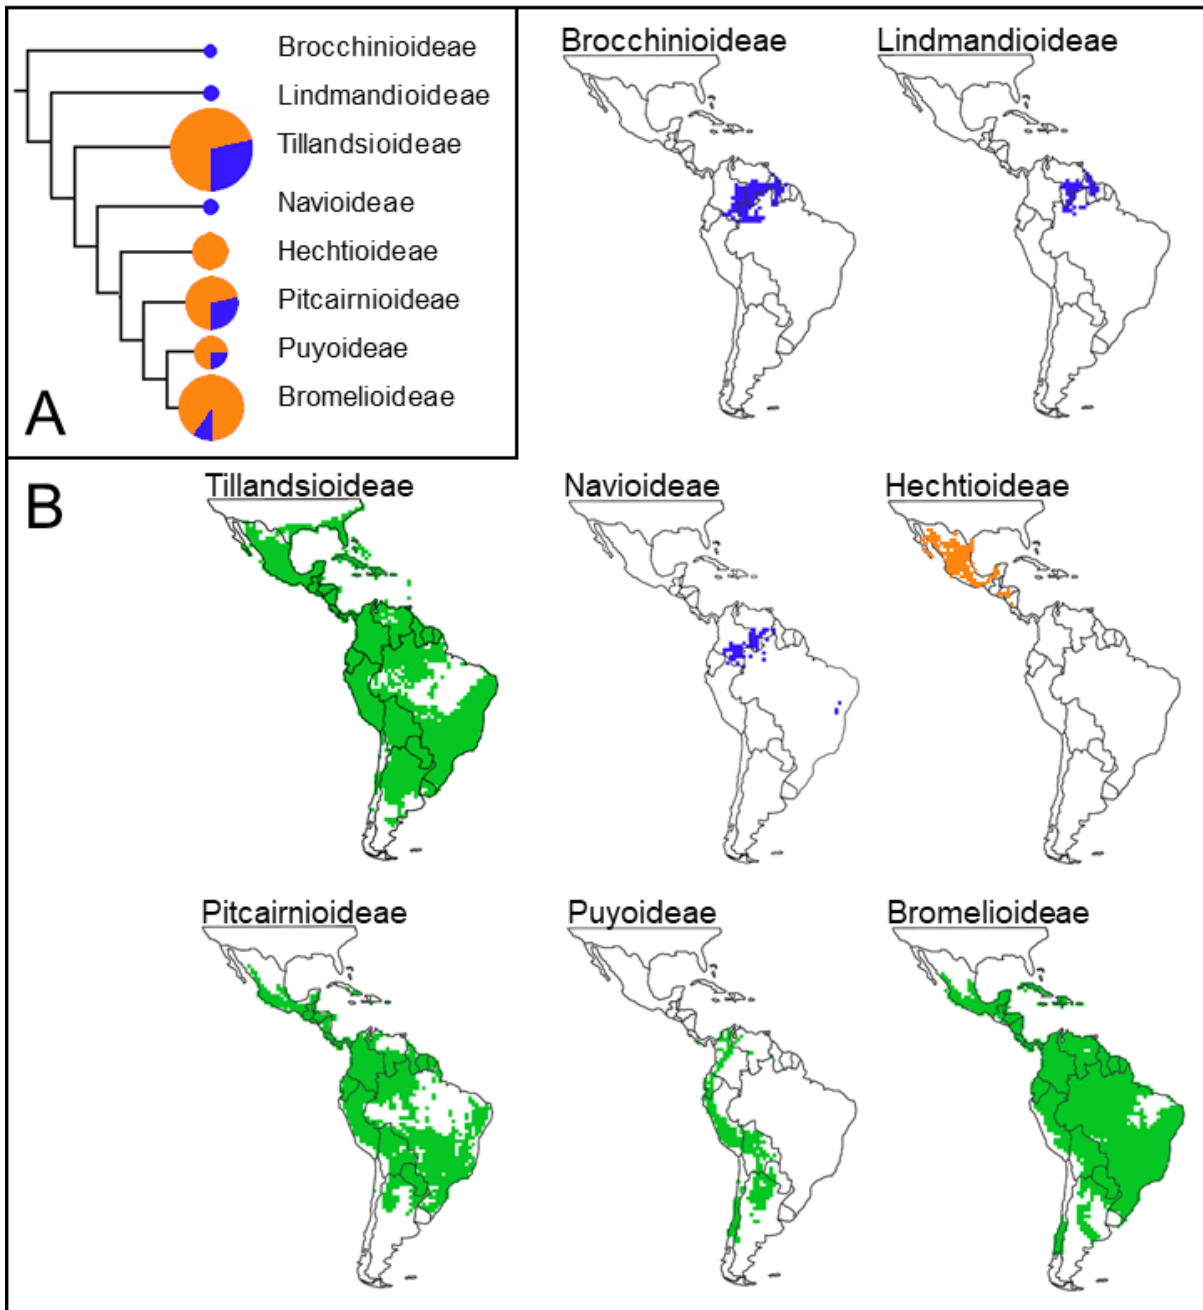 Brocchinioideae
Lindmandioideae
Tillandsioideae
Navioideae
Hechtioideae
Pitcairnioideae
Puyoideae
Bromelioideae
A
Brocchinioideae
Lindmandioideae
B
Tillandsioideae
Navioideae
Hechtioideae
Pitcairnioideae
Puyoideae
Bromelioideae